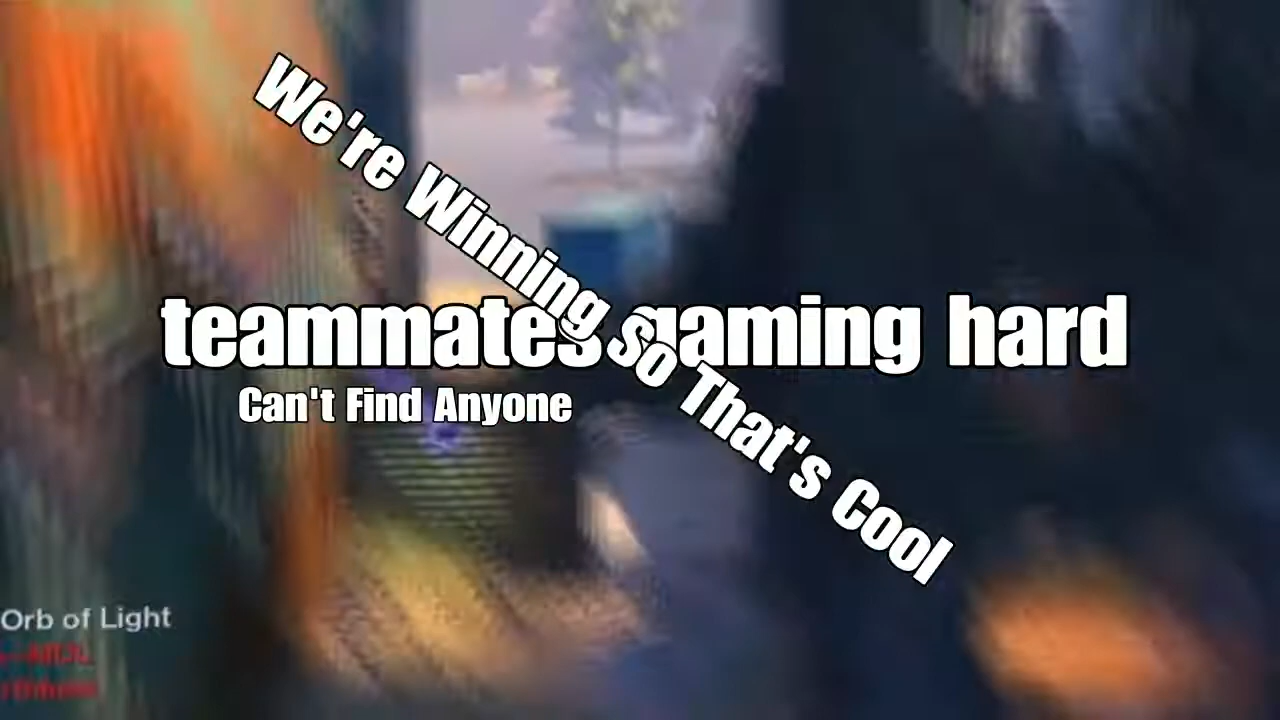 We're Winning so That's Cool
teammates gaming hard
Can't Find Anyone
Orb of Light